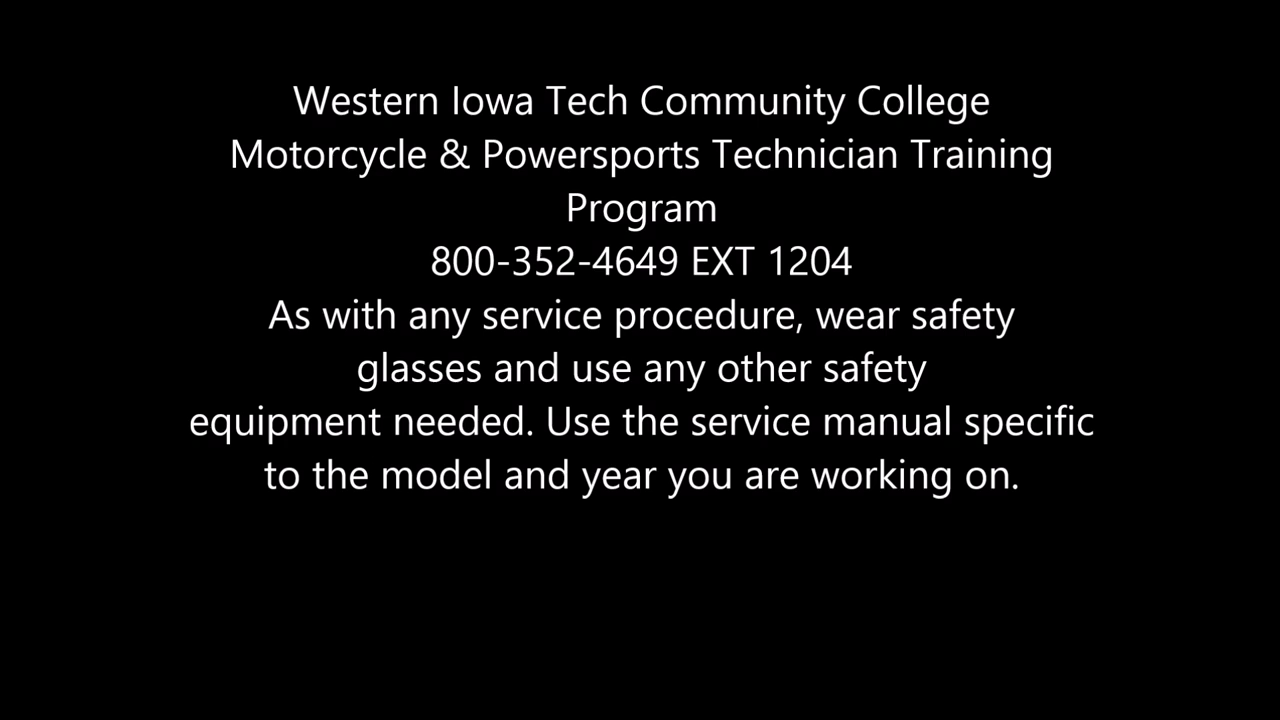 Western Iowa Tech Community College
Motorcycle & Powersports Technician Training
Program
800-352-4649 EXT 1204
As with any service procedure, wear safety
glasses and use any other safety
equipment needed. Use the service manual specific
to the model and year you are working on.